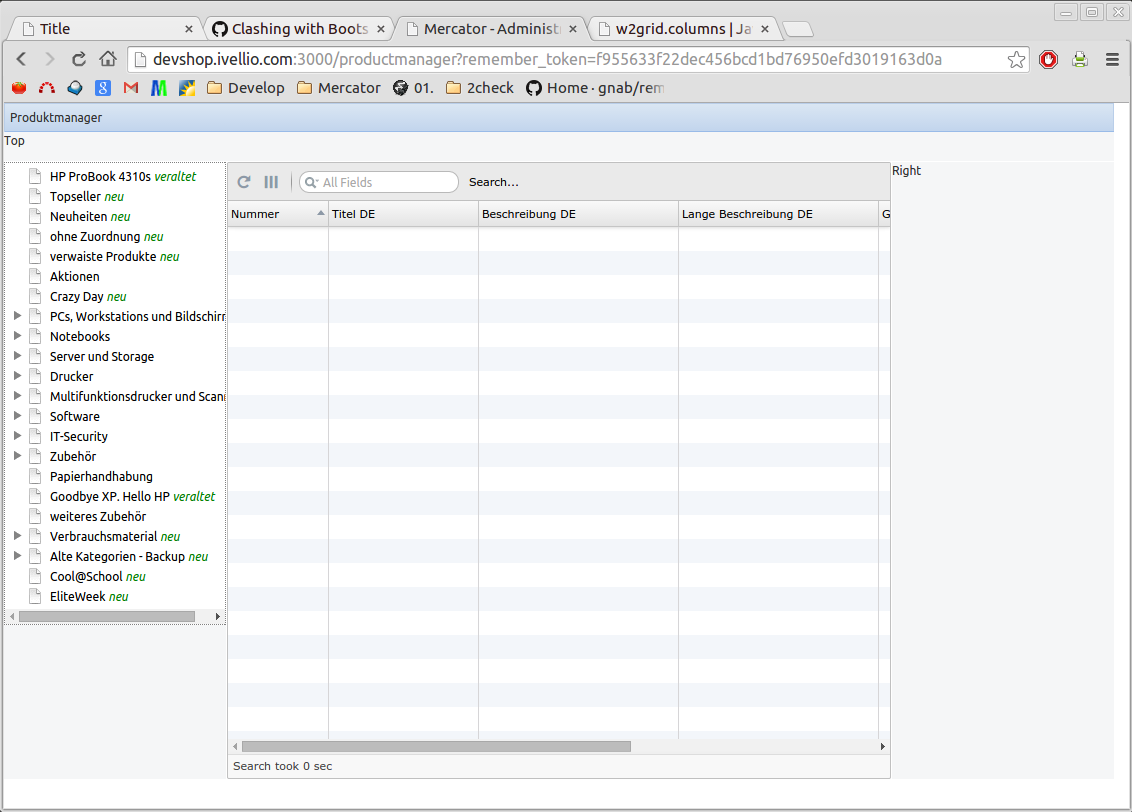 Title
Clashing with Boots
Mercator - Administ
w2grid.columns | Ja
devshop.ivellio.com:3000/productmanager?remember_token=f955633f22dec456bcd1bd76950efd3019163d0a
Develop Mercator 01. 2check Home · gnab/rem
Produktmanager
Top
HP ProBook 4310s veraltet
Topseller neu
Neuheiten neu
ohne Zuordnung neu
verwaiste Produkte neu
Aktionen
Crazy Day neu
PCs, Workstations und Bildschirr
Notebooks
Server und Storage
Drucker
Multifunktionsdrucker und Scan
Software
IT-Security
Zubehör
Papierhandhabung
Goodbye XP. Hello HP veraltet
weiteres Zubehör
Verbrauchsmaterial neu
Alte Kategorien - Backup neu
Cool@School neu
EliteWeek neu
All Fields Search...
Nummer Titel DE Beschreibung DE Lange Beschreibung DE G
Search took 0 sec
Right